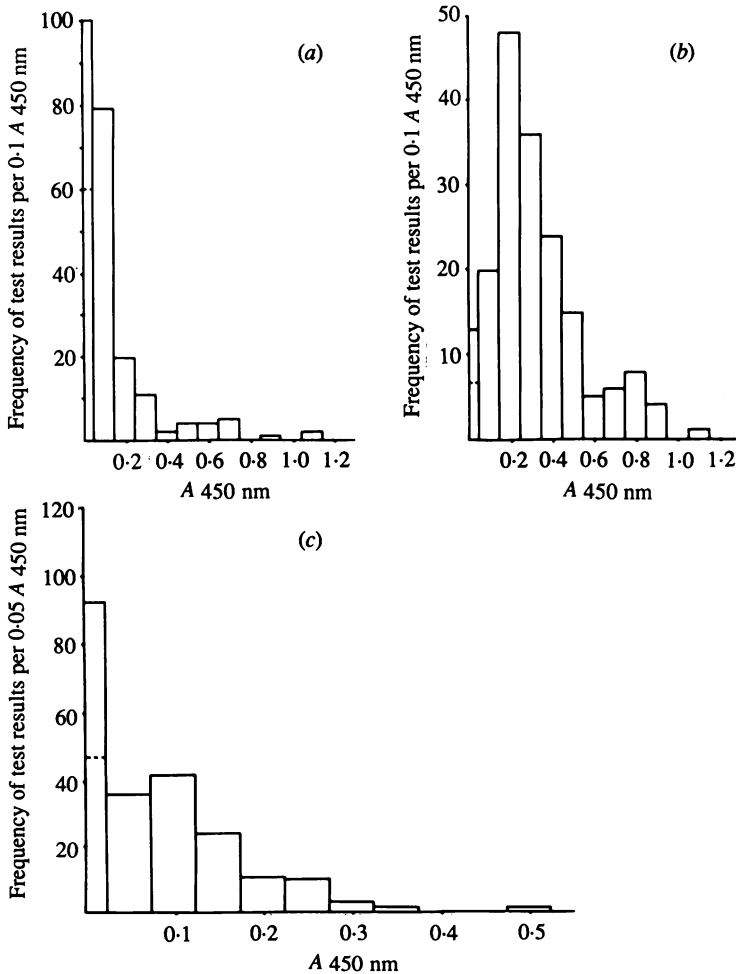 (a)
Frequency of test results per 0·1 A 450 nm
100
80
60
40
20
0·2 0·4 0·6 0·8 1·0 1·2
A 450 nm
(b)
Frequency of test results per 0·1 A 450 nm
50
40
30
20
10
0·2 0·4 0·6 0·8 1·0 1·2
A 450 nm
(c)
Frequency of test results per 0·05 A 450 nm
120
100
80
60
40
20
0·1 0·2 0·3 0·4 0·5
A 450 nm